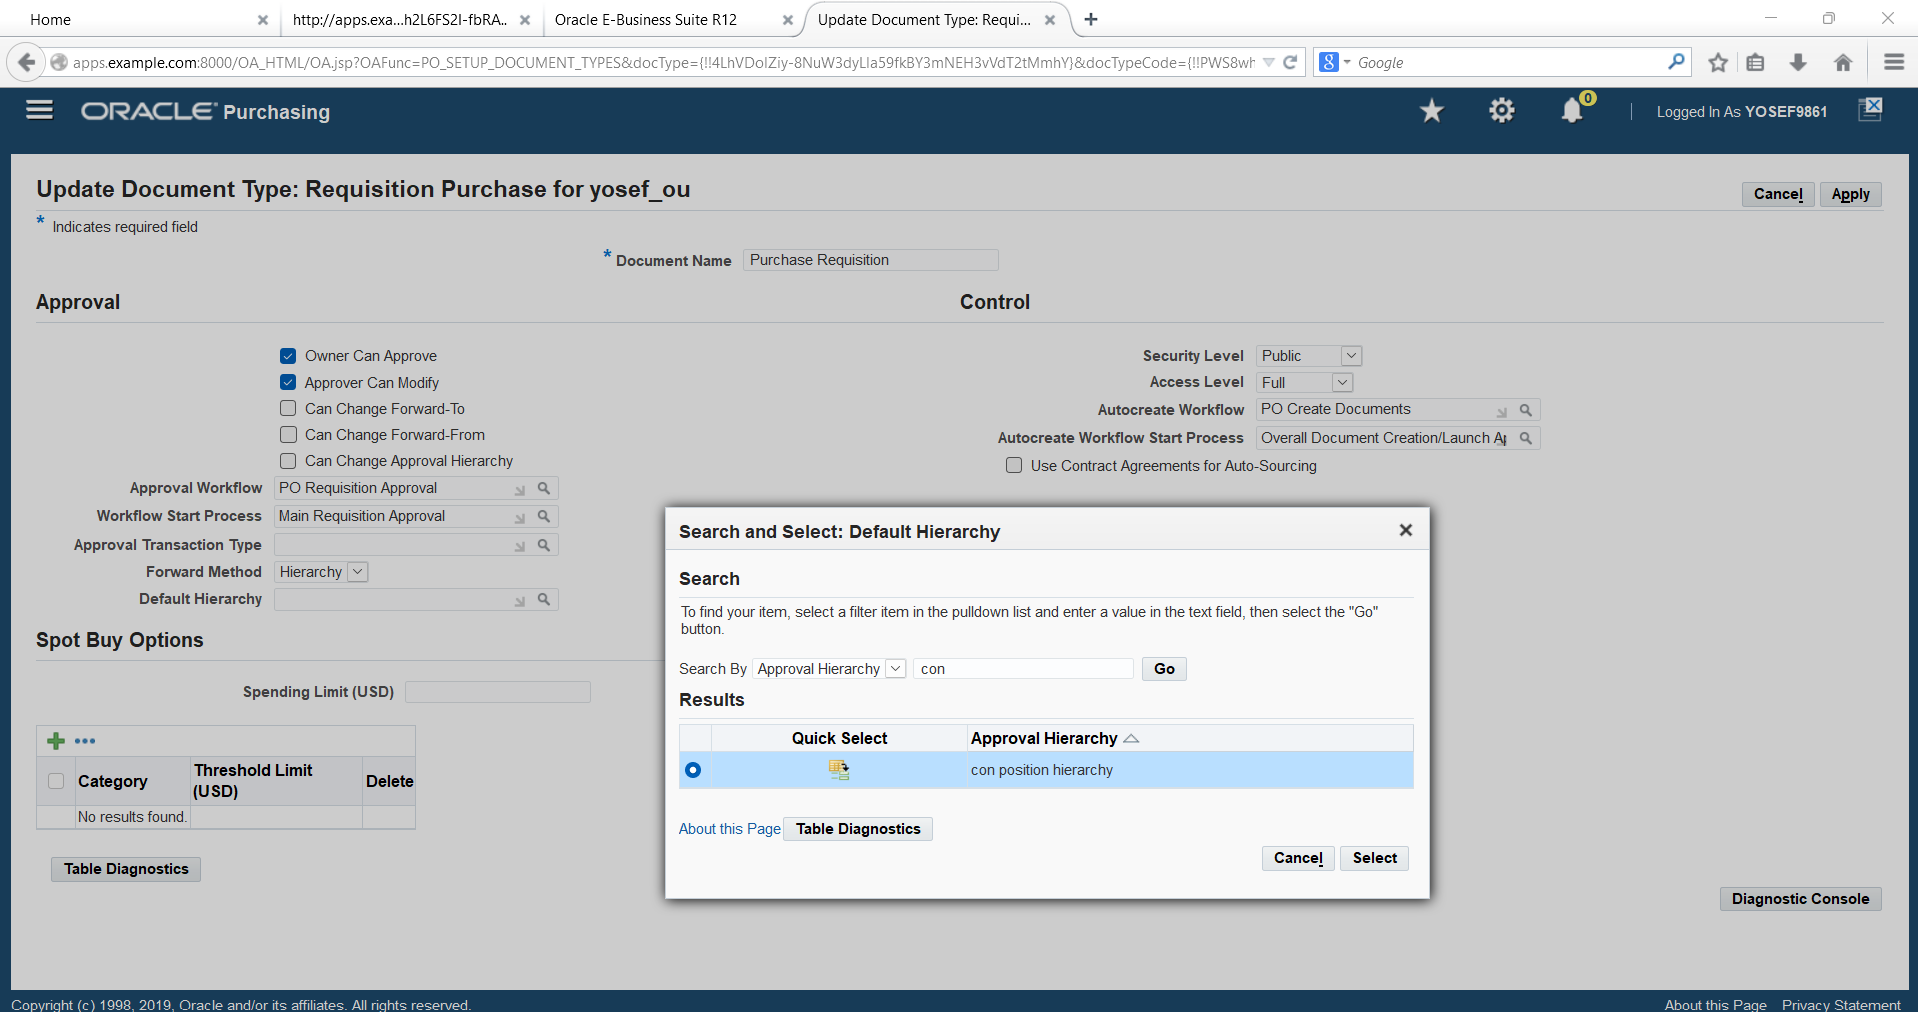 Home
http://apps.exa...h2L6FS2I-fbRA..
Oracle E-Business Suite R12
Update Document Type: Requi...
apps.example.com:8000/OA_HTML/OA.jsp?OAFunc=PO_SETUP_DOCUMENT_TYPES&docType={!!4LhVDolZiy-8NuW3dyLla59fkBY3mNEH3vVdT2tMmhY}&docTypeCode={!!PWS8wh
8
Google
ORACLE Purchasing
0
Logged In As YOSEF9861
Update Document Type: Requisition Purchase for yosef_ou
Cancel
Apply
* Indicates required field
* Document Name
Purchase Requisition
Approval
Control
Owner Can Approve
Approver Can Modify
Can Change Forward-To
Can Change Forward-From
Can Change Approval Hierarchy
Approval Workflow
PO Requisition Approval
Workflow Start Process
Main Requisition Approval
Approval Transaction Type
Forward Method
Hierarchy
Default Hierarchy
Security Level
Public
Access Level
Full
Autocreate Workflow
PO Create Documents
Autocreate Workflow Start Process
Overall Document Creation/Launch Ap
Use Contract Agreements for Auto-Sourcing
Spot Buy Options
Spending Limit (USD)
Category
Threshold Limit
(USD)
Delete
No results found.
Table Diagnostics
Search and Select: Default Hierarchy
Search
To find your item, select a filter item in the pulldown list and enter a value in the text field, then select the "Go"
button.
Search By
Approval Hierarchy
con
Go
Results
Quick Select
Approval Hierarchy
con position hierarchy
About this Page
Table Diagnostics
Cancel
Select
Diagnostic Console
Copyright (c) 1998, 2019, Oracle and/or its affiliates. All rights reserved.
About this Page
Privacy Statement